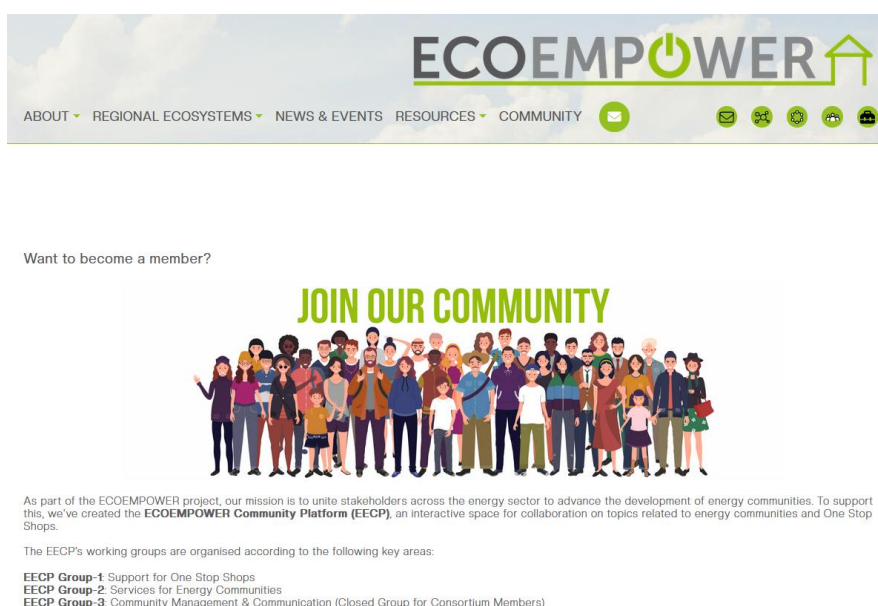 ECOEMPOWER
ABOUT REGIONAL ECOSYSTEMS NEWS & EVENTS RESOURCES COMMUNITY
Want to become a member?
JOIN OUR COMMUNITY
As part of the ECOEMPOWER project, our mission is to unite stakeholders across the energy sector to advance the development of energy communities. To support
this, we've created the ECOEMPOWER Community Platform (EECP), an interactive space for collaboration on topics related to energy communities and One Stop
Shops.
The EECP's working groups are organised according to the following key areas:
EECP Group-1: Support for One Stop Shops
EECP Group-2: Services for Energy Communities
EECP Group-3: Community Management & Communication (Closed Group for Consortium Members)